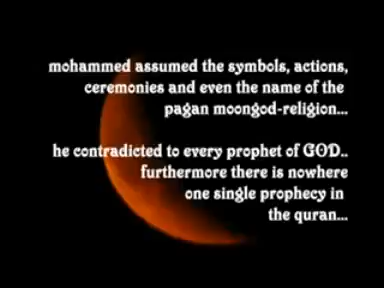 mohammed assumed the symbols, actions,
ceremonies and even the name of the
pagan moongod-religion...
he contradicted to every prophet of GOD..
furthermore there is nowhere
one single prophecy in
the quran...